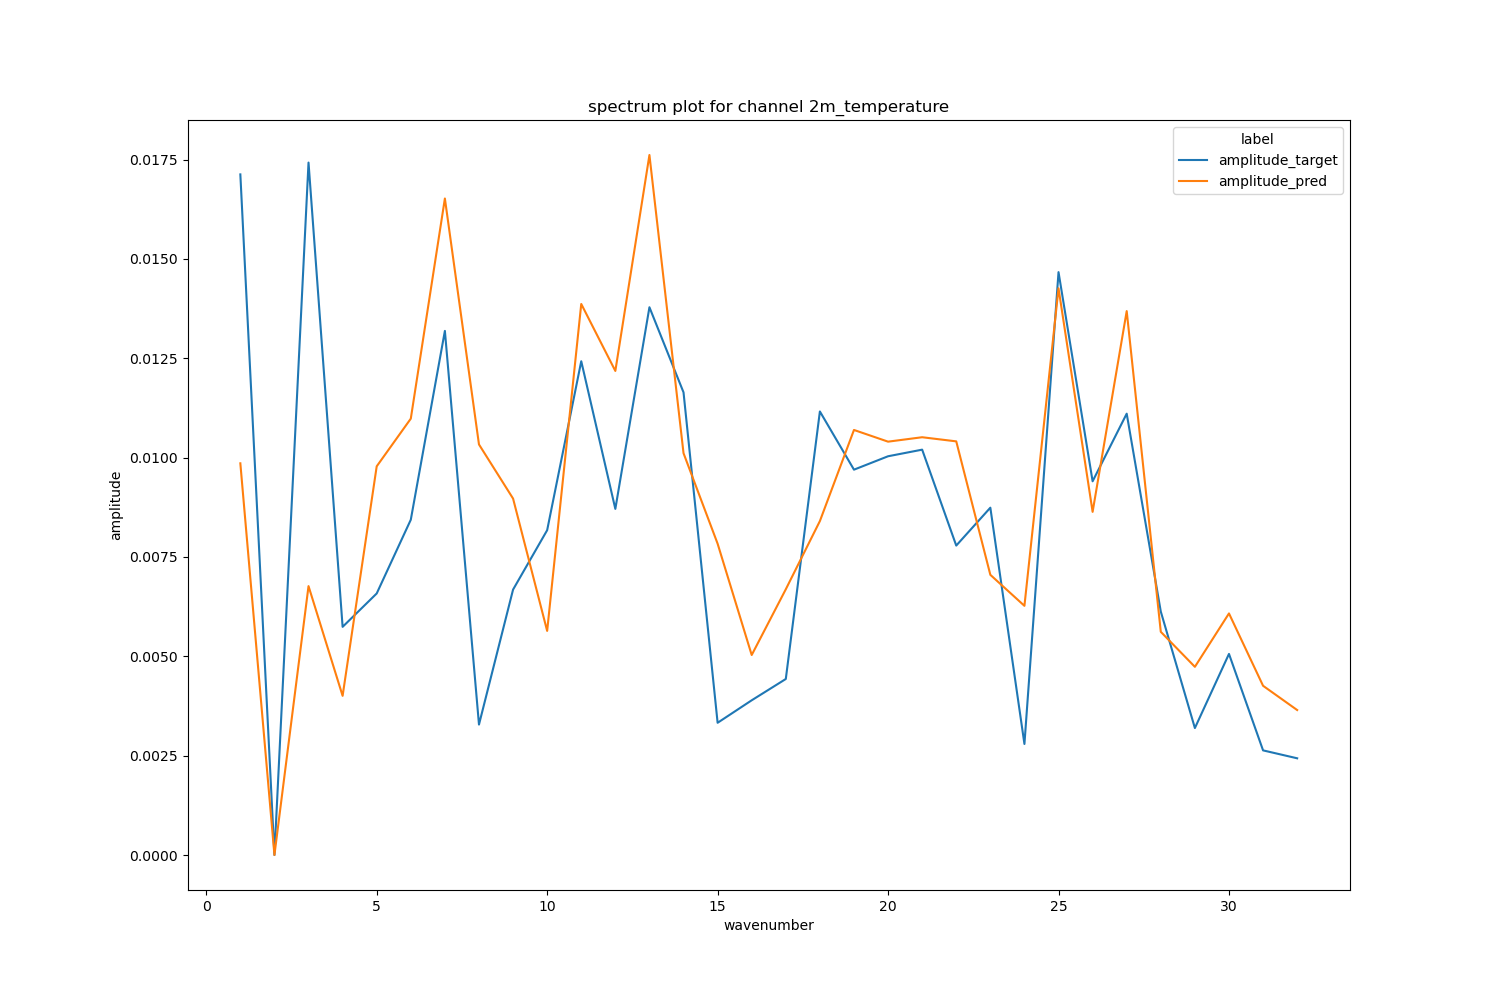 spectrum plot for channel 2m_temperature
label
amplitude_target
amplitude_pred
amplitude
0.0175
0.0150
0.0125
0.0100
0.0075
0.0050
0.0025
0.0000
0 5 10 15 20 25 30
wavenumber